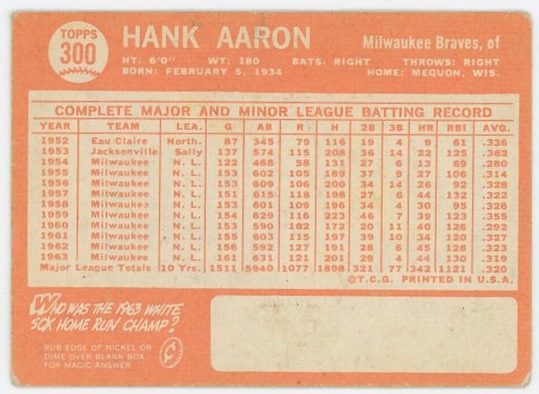 TOPPS
300
HANK AARON
Milwaukee Braves, of
HT: 6'0" WT: 180 BATS: RIGHT THROWS: RIGHT
BORN: FEBRUARY 5, 1934 HOME: MEQUON, WIS.
COMPLETE MAJOR AND MINOR LEAGUE BATTING RECORD
YEAR TEAM LEA. G AB R H 2B 3B HR RBI AVG.
1952 Eau Claire North. 87 345 79 116 19 4 9 61 .336
1953 Jacksonville Sally 137 574 115 208 36 14 22 125 .362
1954 Milwaukee N. L. 122 468 58 131 27 6 13 69 .280
1955 Milwaukee N. L. 153 602 105 189 37 9 27 106 .314
1956 Milwaukee N. L. 153 609 106 200 34 14 26 92 .328
1957 Milwaukee N. L. 151 615 118 198 27 6 44 132 .322
1958 Milwaukee N. L. 153 601 109 196 34 4 30 95 .326
1959 Milwaukee N. L. 154 629 116 223 46 7 39 123 .355
1960 Milwaukee N. L. 153 590 102 172 20 11 40 126 .292
1961 Milwaukee N. L. 155 603 115 197 39 10 34 120 .327
1962 Milwaukee N. L. 156 592 127 191 28 6 45 128 .323
1963 Milwaukee N. L. 161 631 121 201 29 4 44 130 .319
Major League Totals 10 Yrs. 1511 5940 1077 1898 321 77 342 1121 .320
©T.C.G. PRINTED IN U.S.A.
WHO WAS THE 1963 WHITE
SOX HOME RUN CHAMP?
RUB EDGE OF NICKEL OR
DIME OVER BLANK BOX
FOR MAGIC ANSWER